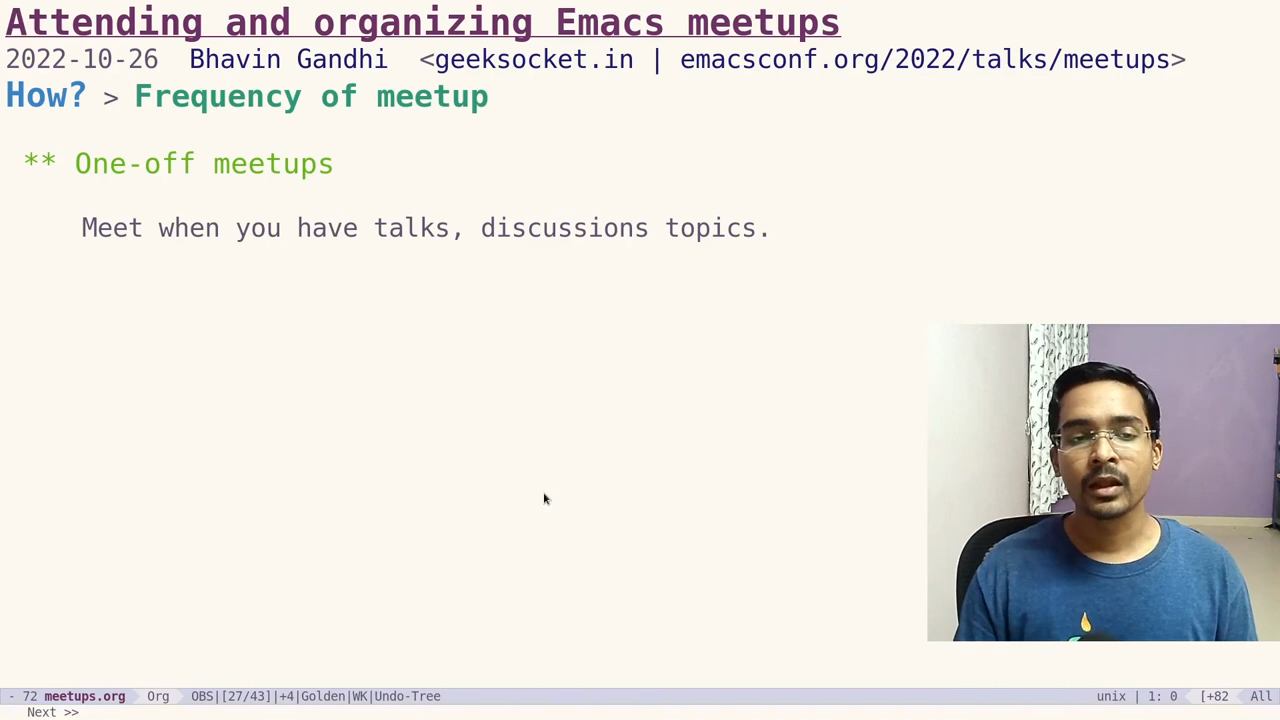 Attending and organizing Emacs meetups
2022-10-26 Bhavin Gandhi <geeksocket.in | emacsconf.org/2022/talks/meetups>
How? > Frequency of meetup
** One-off meetups
Meet when you have talks, discussions topics.
- 72 meetups.org Org OBS|[27/43]|+4|Golden|WK|Undo-Tree unix | 1: 0 [+82 All
Next >>